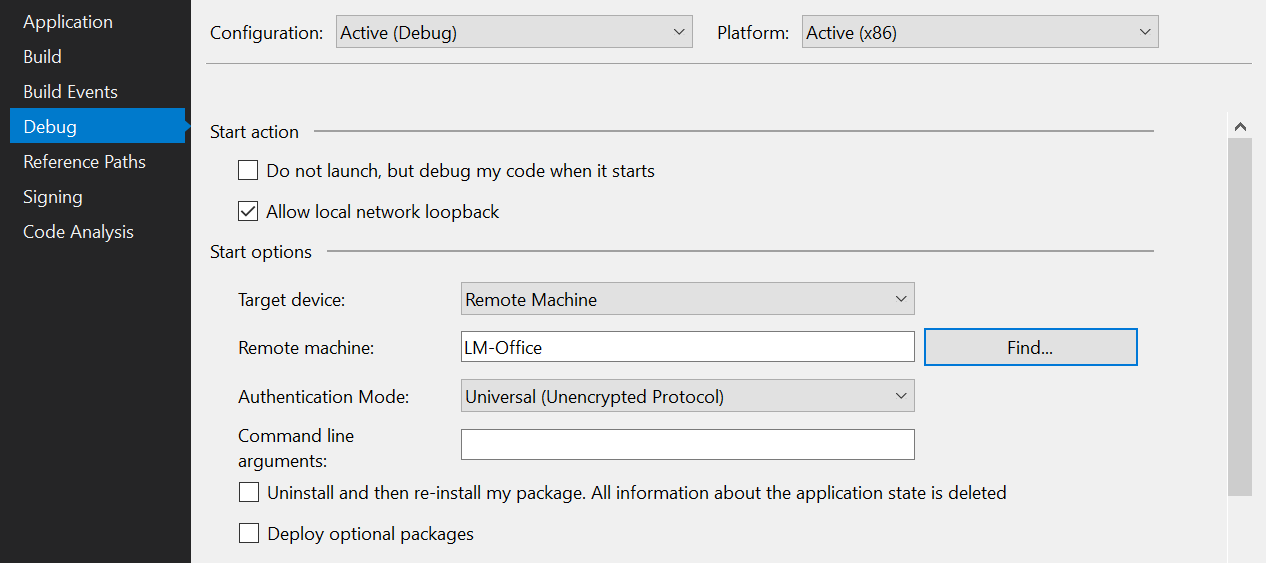 Application
Build
Build Events
Debug
Reference Paths
Signing
Code Analysis
Configuration: Active (Debug) Platform: Active (x86)
Start action
Do not launch, but debug my code when it starts
Allow local network loopback
Start options
Target device: Remote Machine
Remote machine: LM-Office Find...
Authentication Mode: Universal (Unencrypted Protocol)
Command line
arguments:
Uninstall and then re-install my package. All information about the application state is deleted
Deploy optional packages